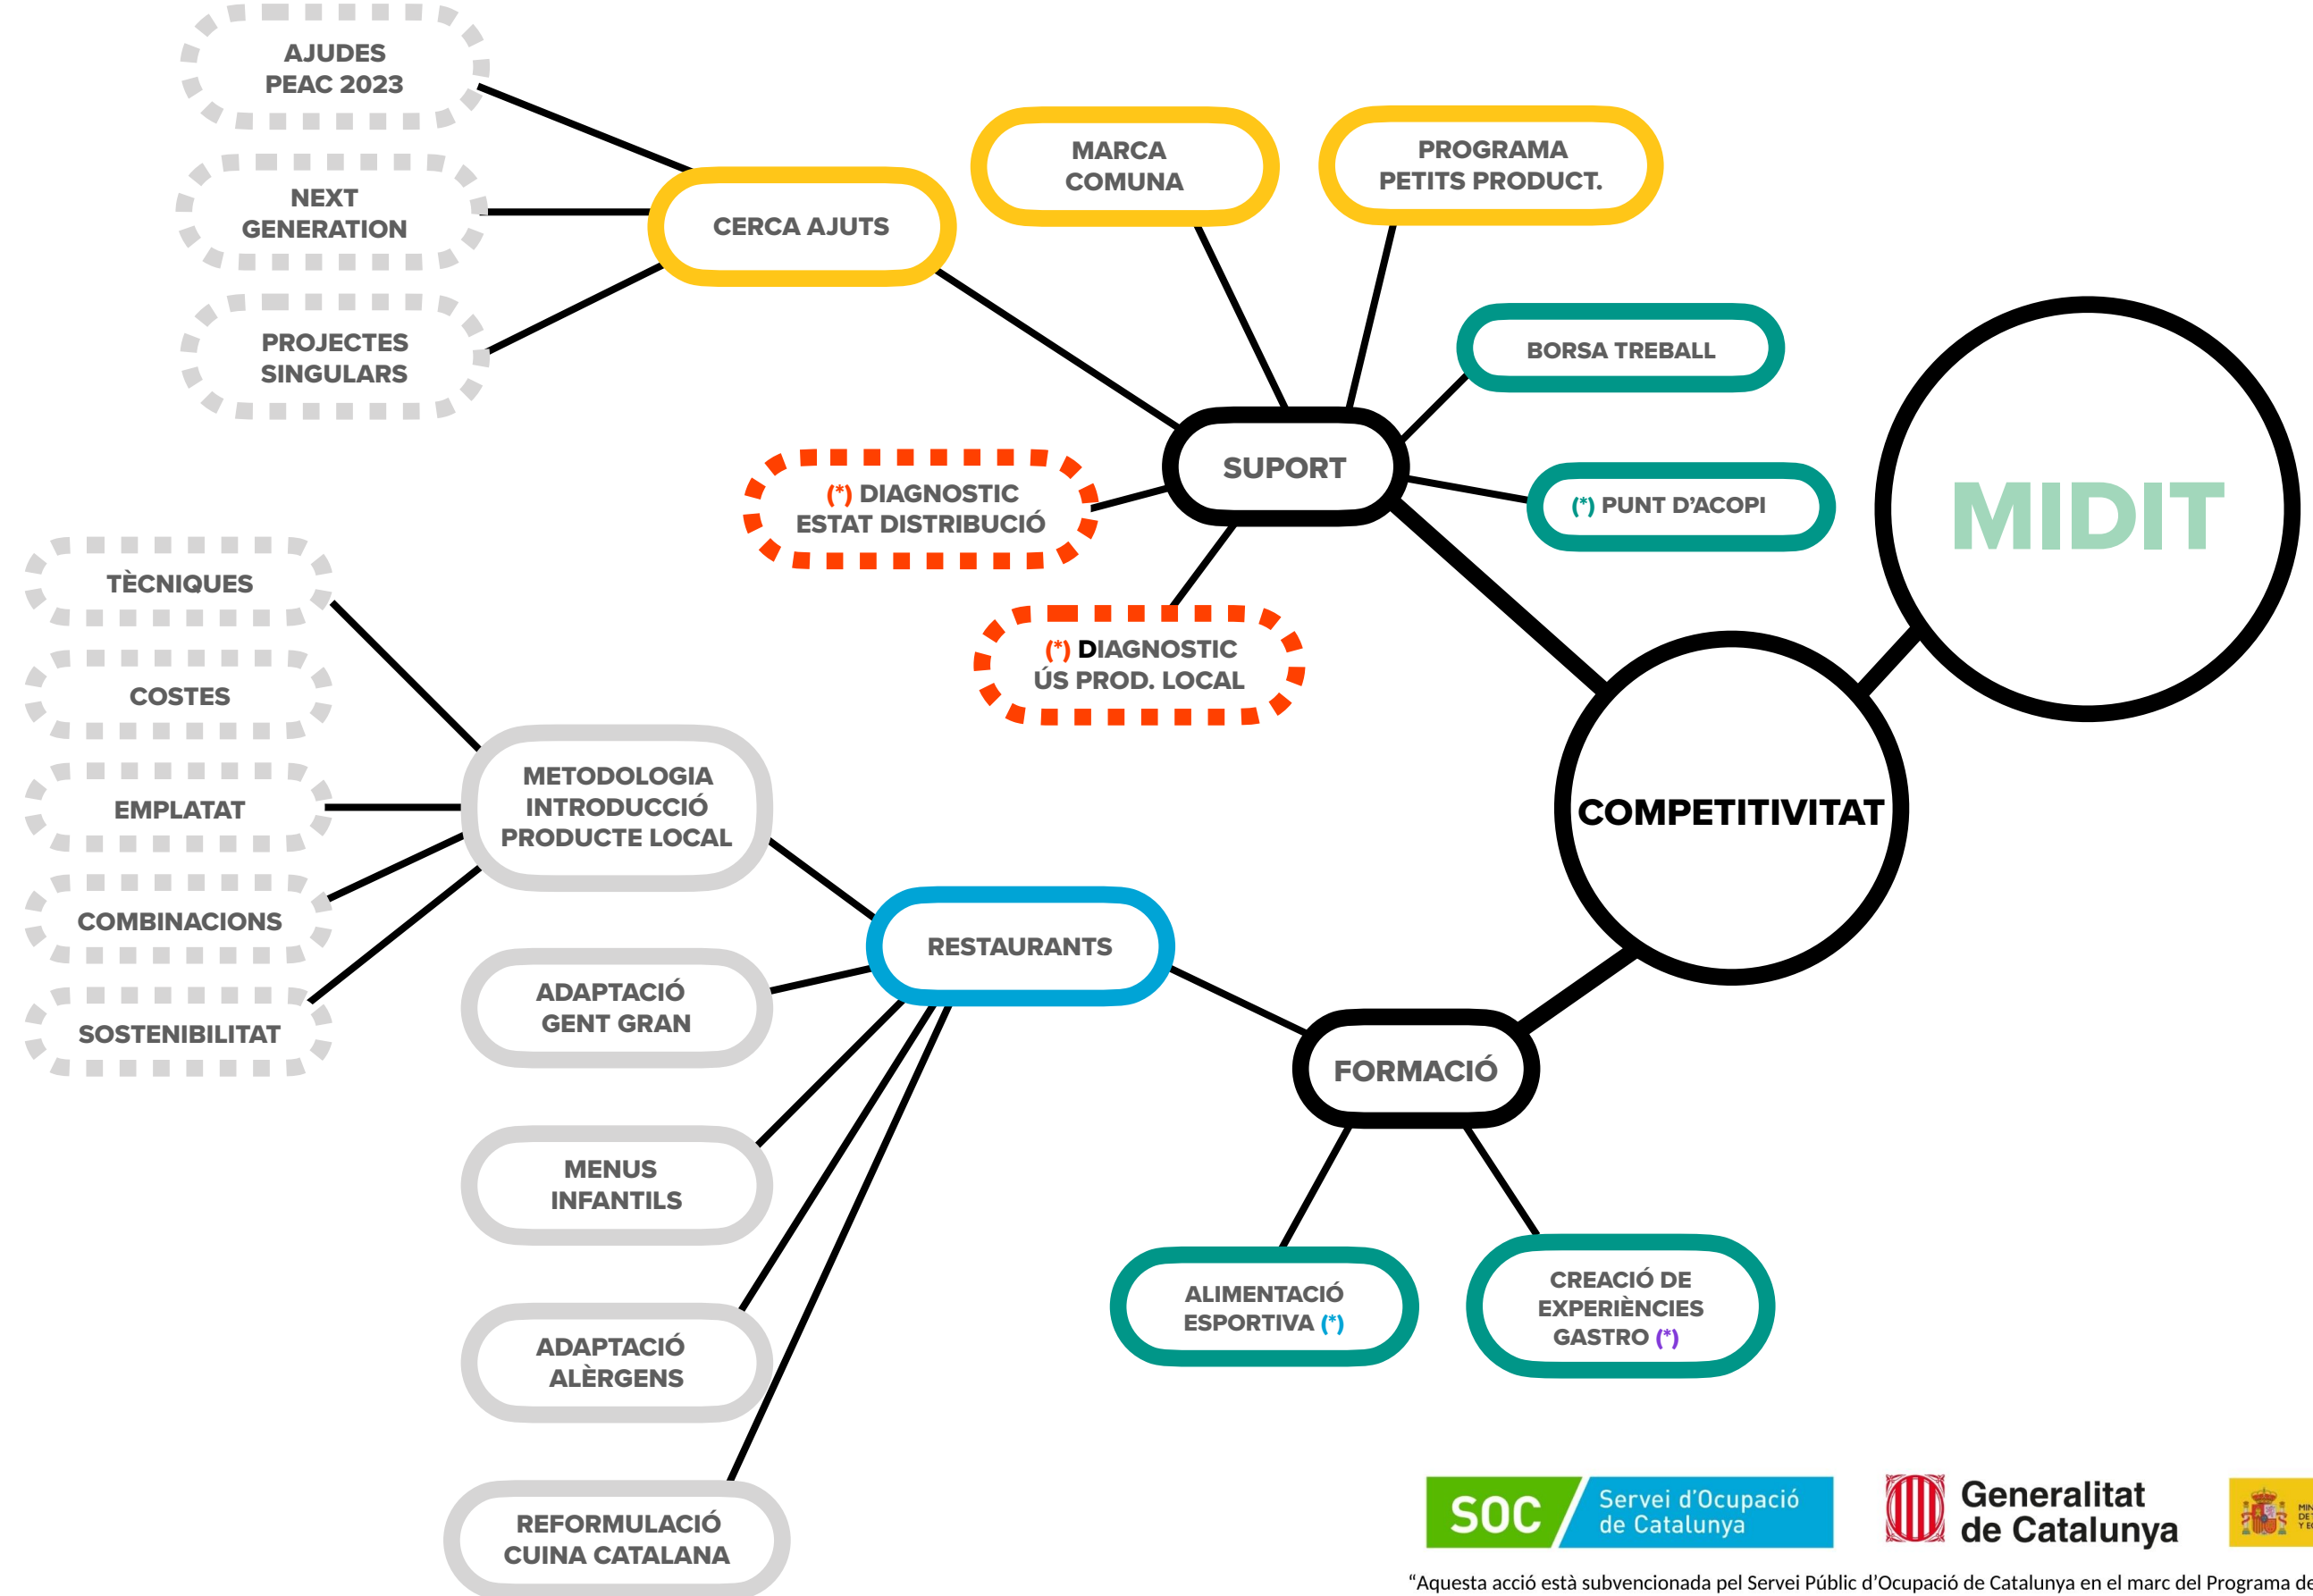 AJUDES
PEAC 2023
NEXT
GENERATION
PROJECTES
SINGULARS
CERCA AJUTS
MARCA
COMUNA
PROGRAMA
PETITS PRODUCT.
BORSA TREBALL
SUPORT
(*) PUNT D’ACOPI
(*) DIAGNOSTIC
ESTAT DISTRIBUCIÓ
(*) DIAGNOSTIC
ÚS PROD. LOCAL
MIDIT
COMPETITIVITAT
TÈCNIQUES
COSTES
EMPLATAT
COMBINACIONS
SOSTENIBILITAT
METODOLOGIA
INTRODUCCIÓ
PRODUCTE LOCAL
RESTAURANTS
ADAPTACIÓ
GENT GRAN
MENUS
INFANTILS
ADAPTACIÓ
ALÈRGENS
REFORMULACIÓ
CUINA CATALANA
FORMACIÓ
ALIMENTACIÓ
ESPORTIVA (*)
CREACIÓ DE
EXPERIÈNCIES
GASTRO (*)
SOC
Servei d'Ocupació
de Catalunya
Generalitat
de Catalunya
“Aquesta acció està subvencionada pel Servei Públic d’Ocupació de Catalunya en el marc del Programa de